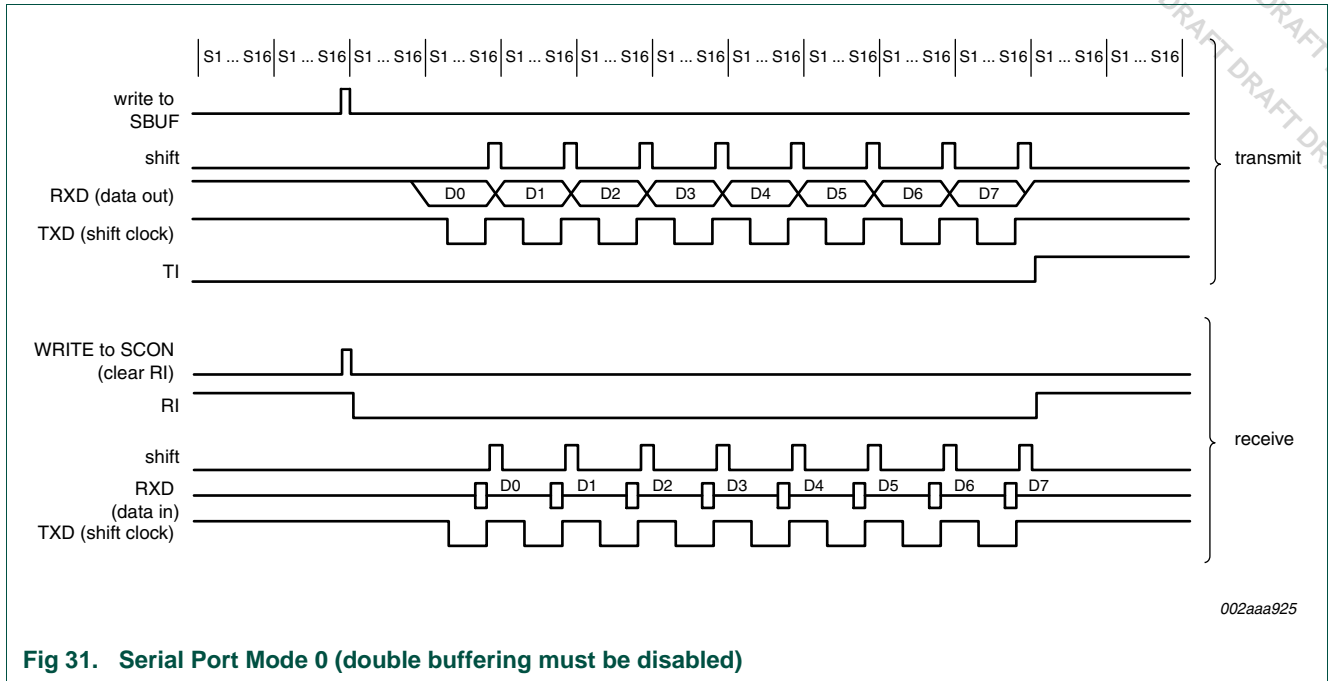 S1 ... S16 S1 ... S16 S1 ... S16 S1 ... S16 S1 ... S16 S1 ... S16 S1 ... S16 S1 ... S16 S1 ... S16 S1 ... S16 S1 ... S16 S1 ... S16 S1 ... S16
write to
SBUF
shift
transmit
RXD (data out)
D0 D1 D2 D3 D4 D5 D6 D7
TXD (shift clock)
TI
WRITE to SCON
(clear RI)
RI
receive
shift
RXD
(data in)
D0 D1 D2 D3 D4 D5 D6 D7
TXD (shift clock)
002aaa925
Fig 31. Serial Port Mode 0 (double buffering must be disabled)
DRAFT DRAFT DRAFT